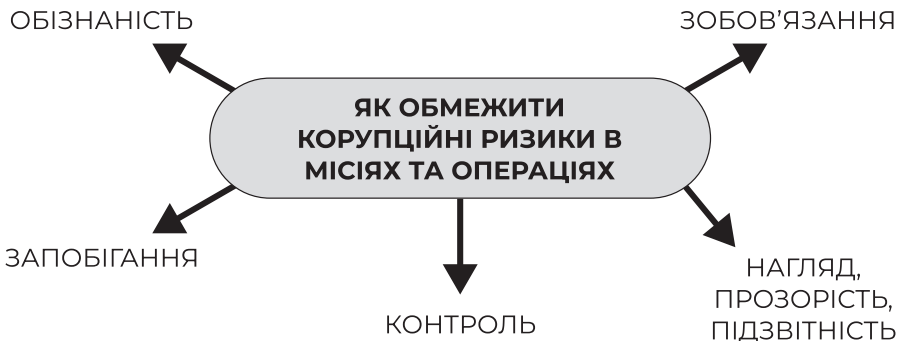 ОБІЗНАНІСТЬ
ЗОБОВ’ЯЗАННЯ
ЯК ОБМЕЖИТИ
КОРУПЦІЙНІ РИЗИКИ В
МІСІЯХ ТА ОПЕРАЦІЯХ
ЗАПОБІГАННЯ
КОНТРОЛЬ
НАГЛЯД,
ПРОЗОРІСТЬ,
ПІДЗВІТНІСТЬ